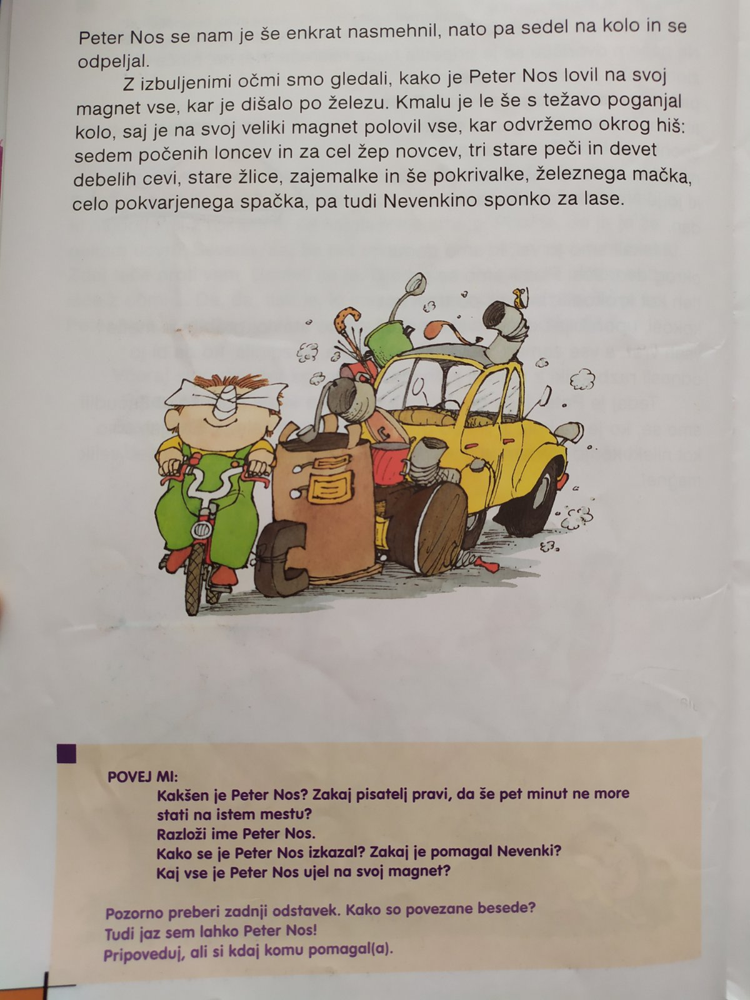 Peter Nos se nam je še enkrat nasmehnil, nato pa sedel na kolo in se
odpeljal.
Z izbuljenimi očmi smo gledali, kako je Peter Nos lovil na svoj
magnet vse, kar je dišalo po železu. Kmalu je le še s težavo poganjal
kolo, saj je na svoj veliki magnet polovil vse, kar odvržemo okrog hiš:
sedem počenih loncev in za cel žep novcev, tri stare peči in devet
debelih cevi, stare žlice, zajemalke in še pokrivalke, železnega mačka,
celo pokvarjenega spačka, pa tudi Nevenkino sponko za lase.
POVEJ MI:
Kakšen je Peter Nos? Zakaj pisatelj pravi, da še pet minut ne more
stati na istem mestu?
Razloži ime Peter Nos.
Kako se je Peter Nos izkazal? Zakaj je pomagal Nevenki?
Kaj vse je Peter Nos ujel na svoj magnet?
Pozorno preberi zadnji odstavek. Kako so povezane besede?
Tudi jaz sem lahko Peter Nos!
Pripoveduj, ali si kdaj komu pomagal(a).